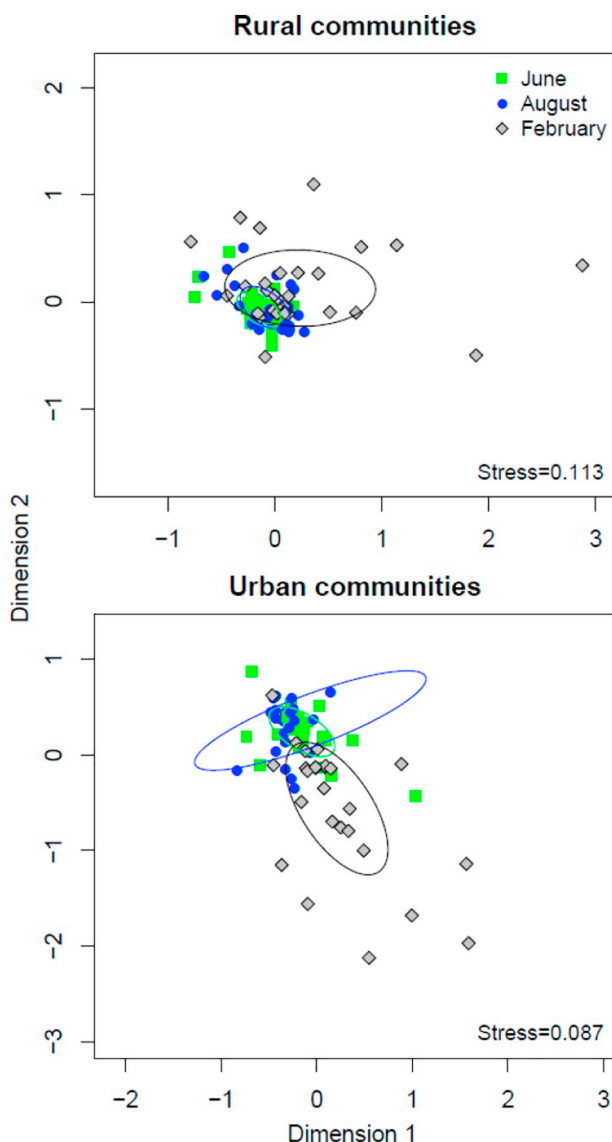 Rural communities
June
August
February
2
1
0
−1
Stress=0.113
−1 0 1 2 3
Dimension 2
Urban communities
1
0
−1
−2
−3
Stress=0.087
−2 −1 0 1 2 3
Dimension 1